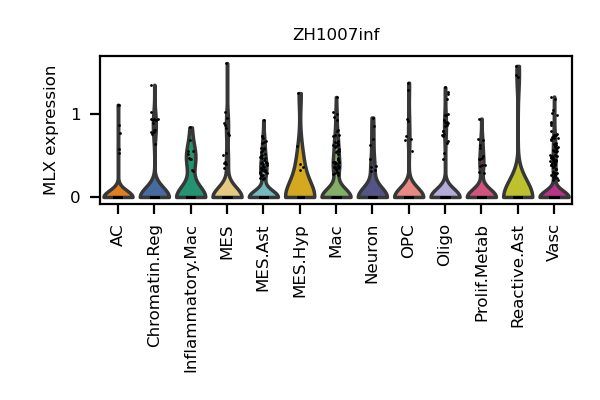 ZH1007inf
MLX expression
1
0
AC
Chromatin.Reg
Inflammatory.Mac
MES
MES.Ast
MES.Hyp
Mac
Neuron
OPC
Oligo
Prolif.Metab
Reactive.Ast
Vasc